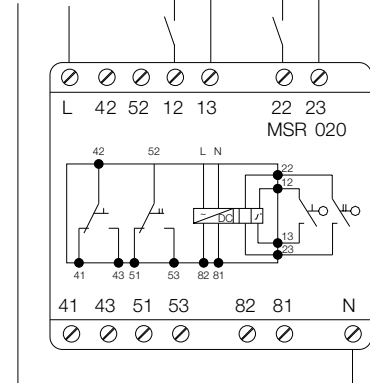 L 42 52 12 13 22 23
MSR 020
42 52 L N
22
12
~ DC
13
23
41 43 51 53 82 81
41 43 51 53 82 81 N